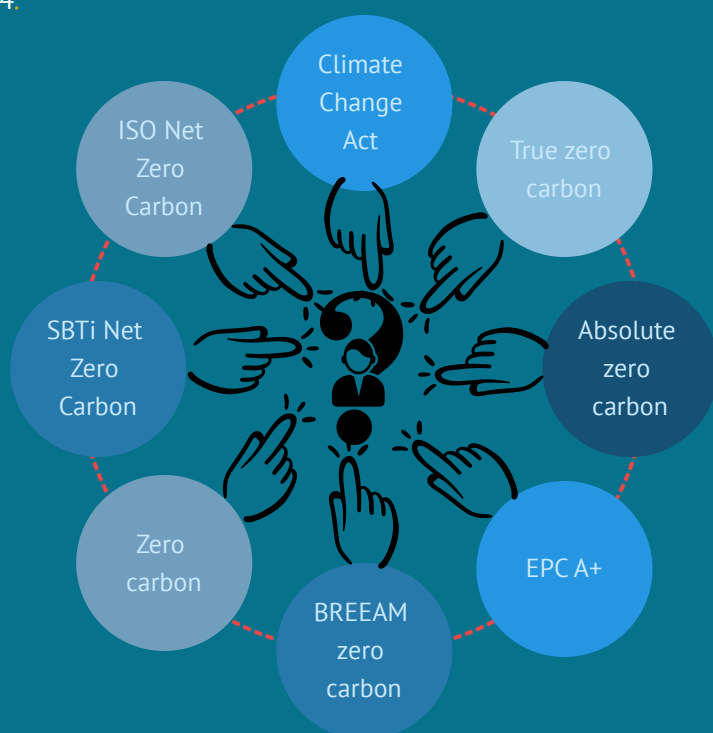 4.
Climate
Change
Act
True zero
carbon
Absolute
zero
carbon
EPC A+
BREEAM
zero
carbon
Zero
carbon
SBTi Net
Zero
Carbon
ISO Net
Zero
Carbon
?